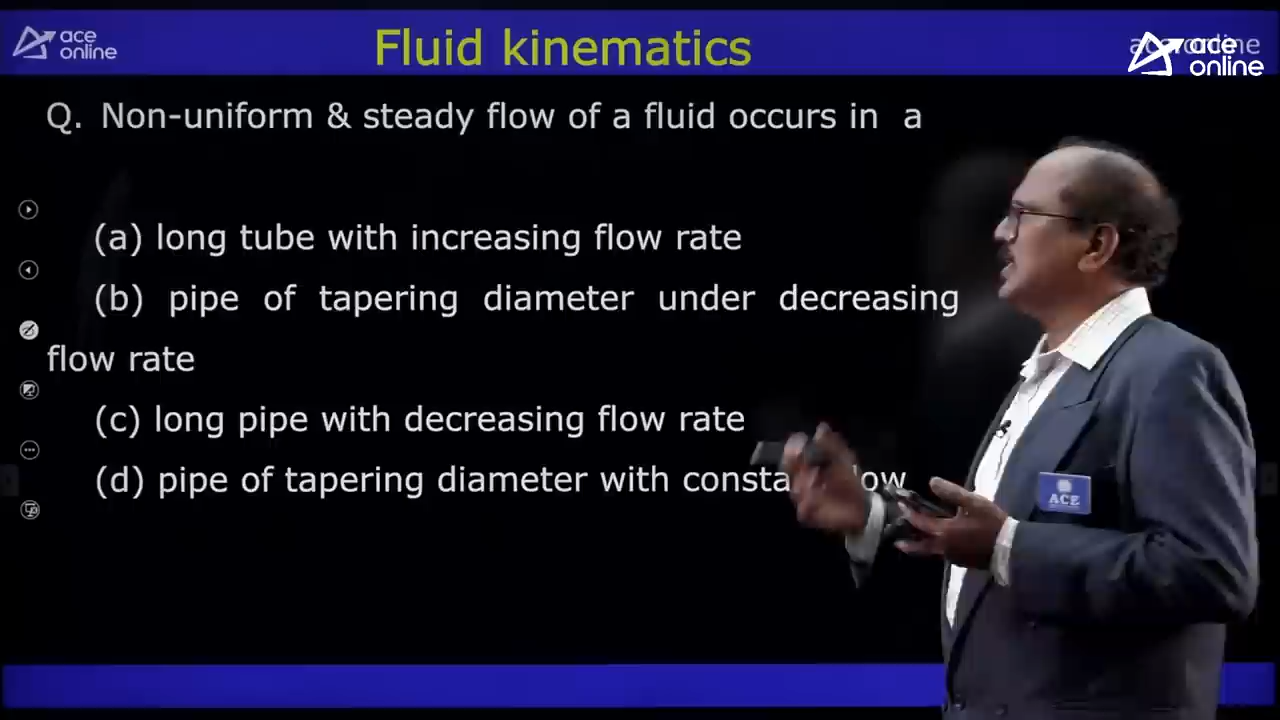 ace
online
Fluid kinematics
ace
online
Q. Non-uniform & steady flow of a fluid occurs in a
(a) long tube with increasing flow rate
(b) pipe of tapering diameter under decreasing
flow rate
(c) long pipe with decreasing flow rate
(d) pipe of tapering diameter with
ACE